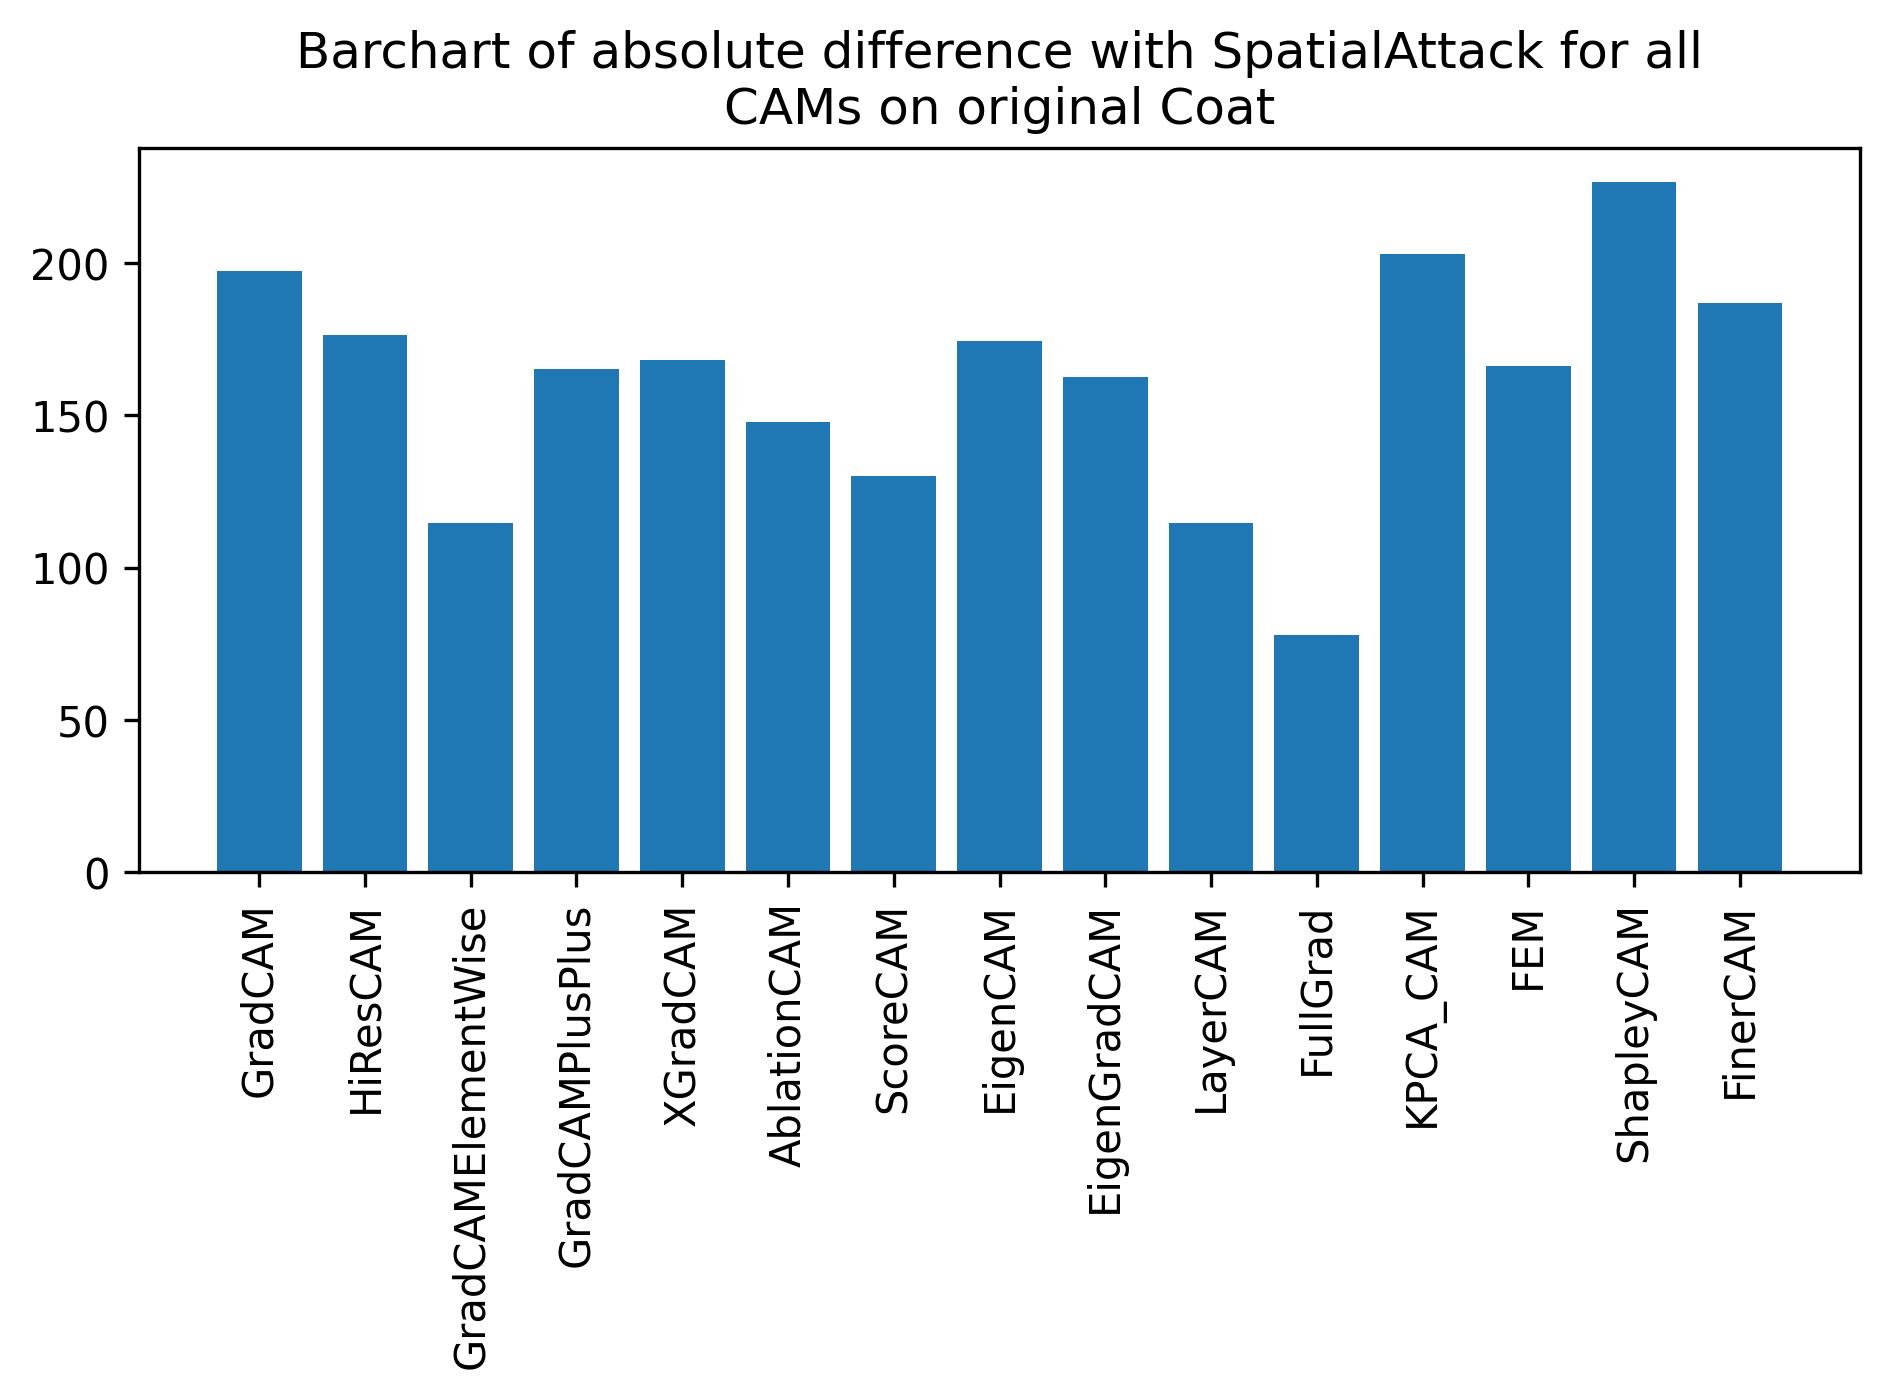 Barchart of absolute difference with SpatialAttack for all
CAMs on original Coat
200
150
100
50
0
GradCAM
HiResCAM
GradCAMElementWise
GradCAMPlusPlus
XGradCAM
AblationCAM
ScoreCAM
EigenCAM
EigenGradCAM
LayerCAM
FullGrad
KPCA_CAM
FEM
ShapleyCAM
FinerCAM